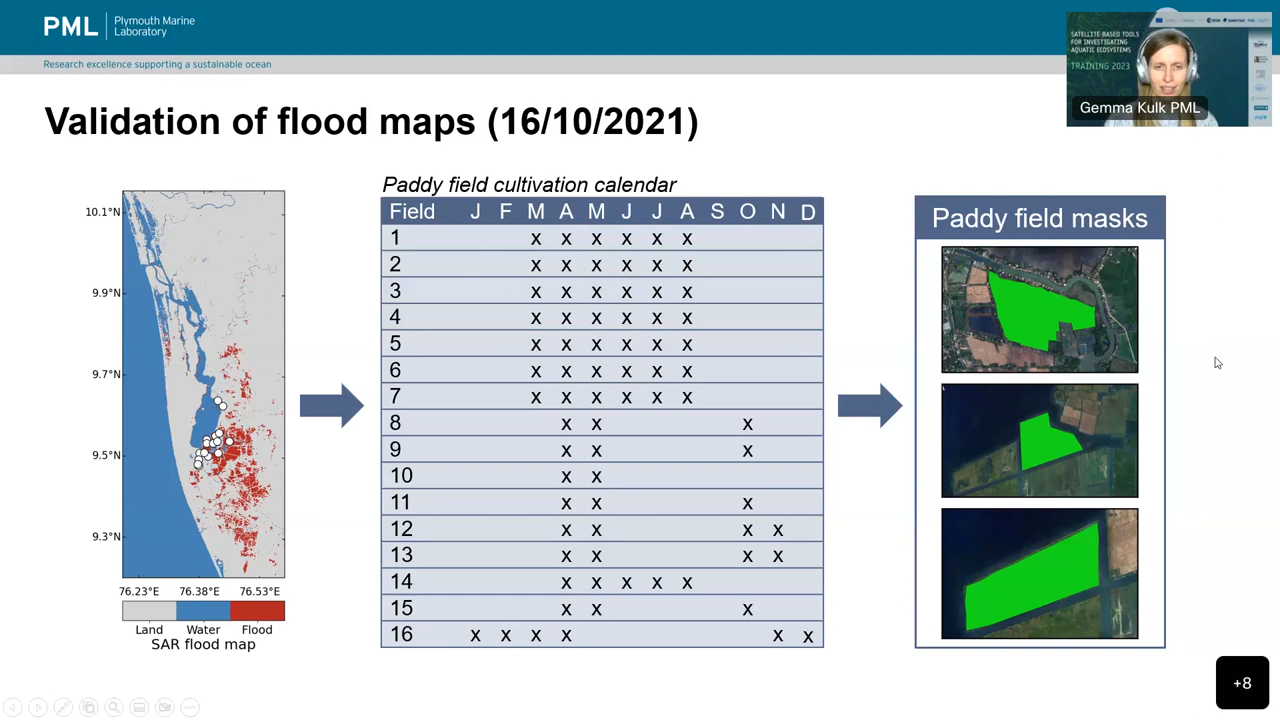 PML
Plymouth Marine
Laboratory
Research excellence supporting a sustainable ocean
SATELLITE-BASED TOOLS
FOR INVESTIGATING
AQUATIC ECOSYSTEMS
TRAINING 2023
Gemma Kulk PML
Validation of flood maps (16/10/2021)
10.1°N
9.9°N
9.7°N
9.5°N
9.3°N
76.23°E 76.38°E 76.53°E
Land Water Flood
SAR flood map
Paddy field cultivation calendar
Field J F M A M J J A S O N D
1 x x x x x x
2 x x x x x x
3 x x x x x x
4 x x x x x x
5 x x x x x x
6 x x x x x x
7 x x x x x x
8 x x x
9 x x x
10 x x
11 x x x
12 x x x x
13 x x x x
14 x x x x x
15 x x x
16 x x x x x x
Paddy field masks
+8